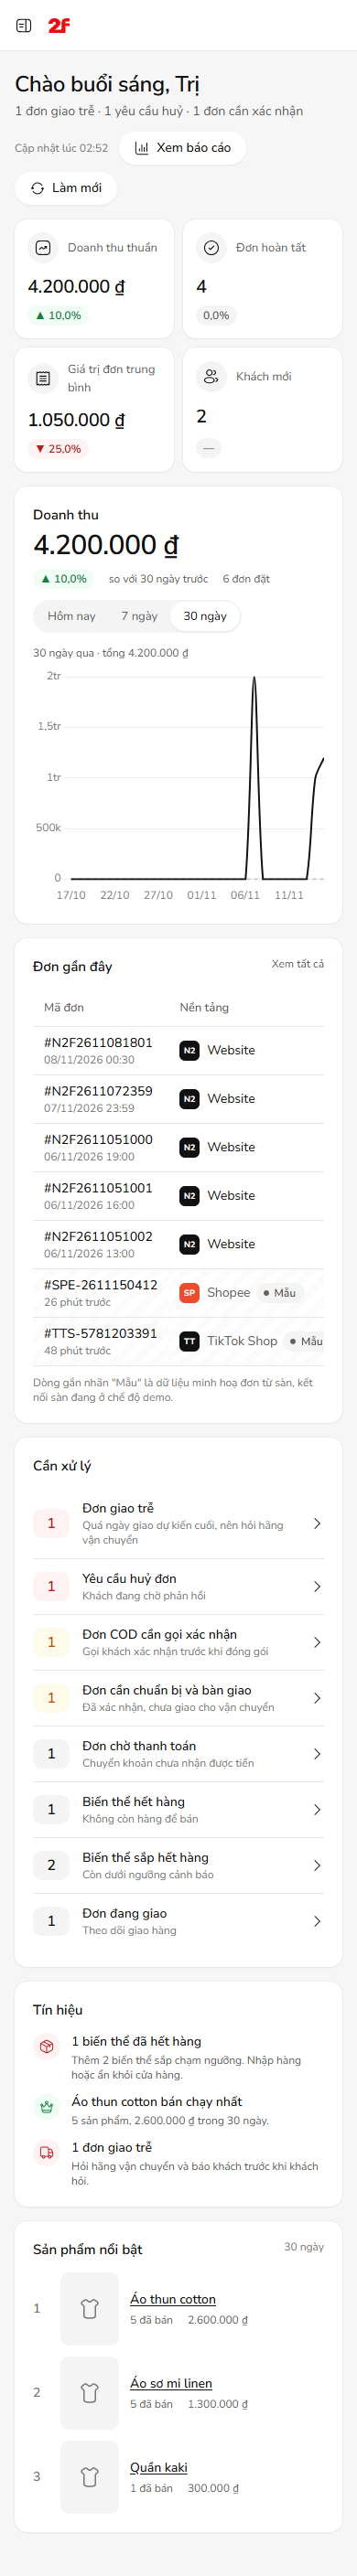 2f
Chào buổi sáng, Trị
1 đơn giao trễ · 1 yêu cầu huỷ · 1 đơn cần xác nhận
Cập nhật lúc 02:52
Xem báo cáo
Làm mới
Doanh thu thuần
4.200.000 ₫
▲ 10,0%
Đơn hoàn tất
4
0,0%
Giá trị đơn trung
bình
1.050.000 ₫
▼ 25,0%
Khách mới
2
—
Doanh thu
4.200.000 ₫
▲ 10,0% so với 30 ngày trước 6 đơn đặt
Hôm nay 7 ngày 30 ngày
30 ngày qua · tổng 4.200.000 ₫
2tr
1,5tr
1tr
500k
0
17/10 22/10 27/10 01/11 06/11 11/11
Đơn gần đây
Xem tất cả
Mã đơn Nền tảng
#N2F2611081801
08/11/2026 00:30
N2 Website
#N2F2611072359
07/11/2026 23:59
N2 Website
#N2F2611051000
06/11/2026 19:00
N2 Website
#N2F2611051001
06/11/2026 16:00
N2 Website
#N2F2611051002
06/11/2026 13:00
N2 Website
#SPE-2611150412
26 phút trước
SP Shopee Mẫu
#TTS-5781203391
48 phút trước
TT TikTok Shop Mẫu
Dòng gắn nhãn "Mẫu" là dữ liệu minh hoạ đơn từ sàn, kết
nối sàn đang ở chế độ demo.
Cần xử lý
1
Đơn giao trễ
Quá ngày giao dự kiến cuối, nên hỏi hãng
vận chuyển
1
Yêu cầu huỷ đơn
Khách đang chờ phản hồi
1
Đơn COD cần gọi xác nhận
Gọi khách xác nhận trước khi đóng gói
1
Đơn cần chuẩn bị và bàn giao
Đã xác nhận, chưa giao cho vận chuyển
1
Đơn chờ thanh toán
Chuyển khoản chưa nhận được tiền
1
Biến thể hết hàng
Không còn hàng để bán
2
Biến thể sắp hết hàng
Còn dưới ngưỡng cảnh báo
1
Đơn đang giao
Theo dõi giao hàng
Tín hiệu
1 biến thể đã hết hàng
Thêm 2 biến thể sắp chạm ngưỡng. Nhập hàng
hoặc ẩn khỏi cửa hàng.
Áo thun cotton bán chạy nhất
5 sản phẩm, 2.600.000 ₫ trong 30 ngày.
1 đơn giao trễ
Hỏi hãng vận chuyển và báo khách trước khi khách
hỏi.
Sản phẩm nổi bật
30 ngày
1
Áo thun cotton
5 đã bán 2.600.000 ₫
2
Áo sơ mi linen
5 đã bán 1.300.000 ₫
3
Quần kaki
1 đã bán 300.000 ₫